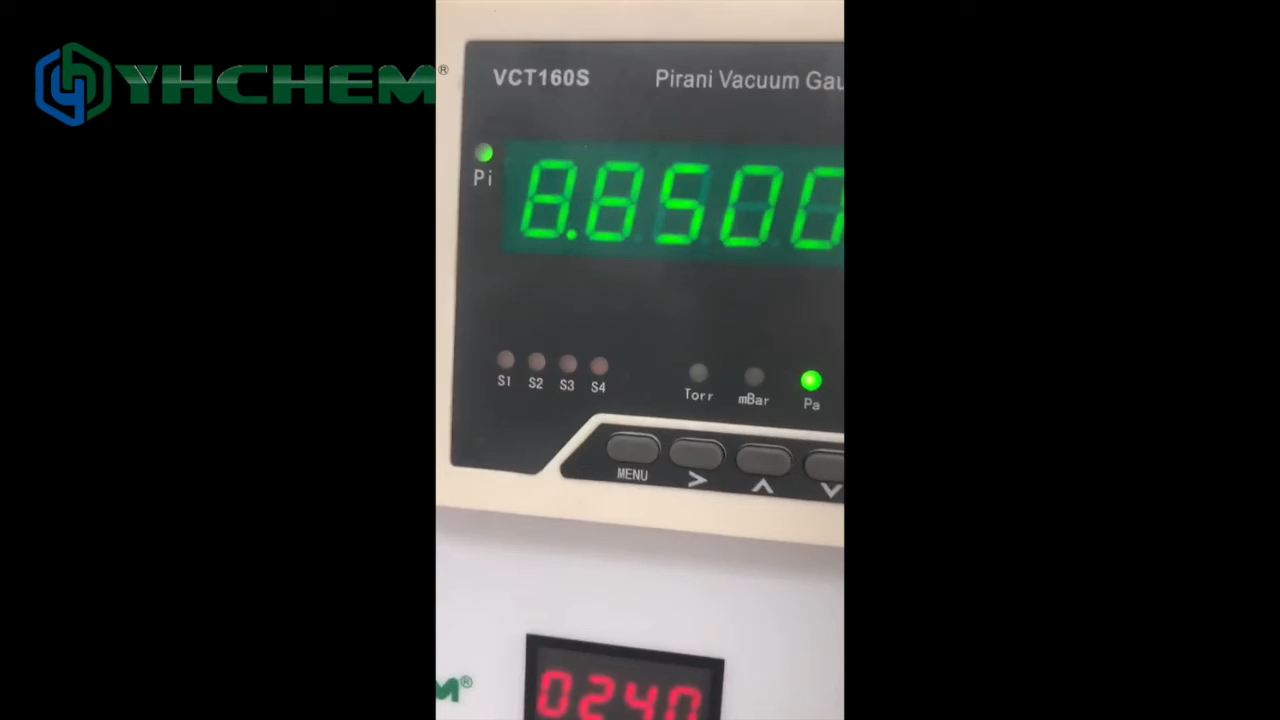 YHCHEM®
VCT160S Pirani Vacuum Gau
Pi
8.8500
S1 S2 S3 S4 Torr mBar Pa
MENU > ∧ ∨
M®
0240